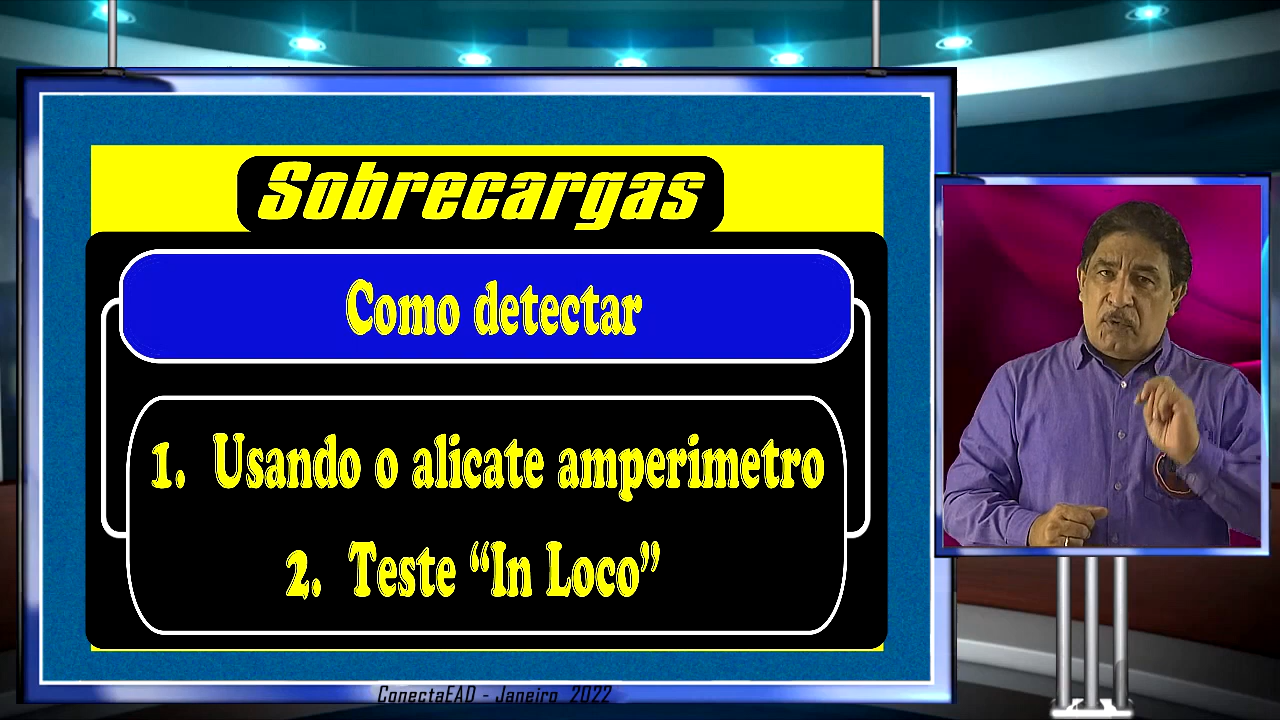 Sobrecargas
Como detectar
1. Usando o alicate amperimetro
2. Teste “In Loco”
ConectaEAD - Janeiro 2022